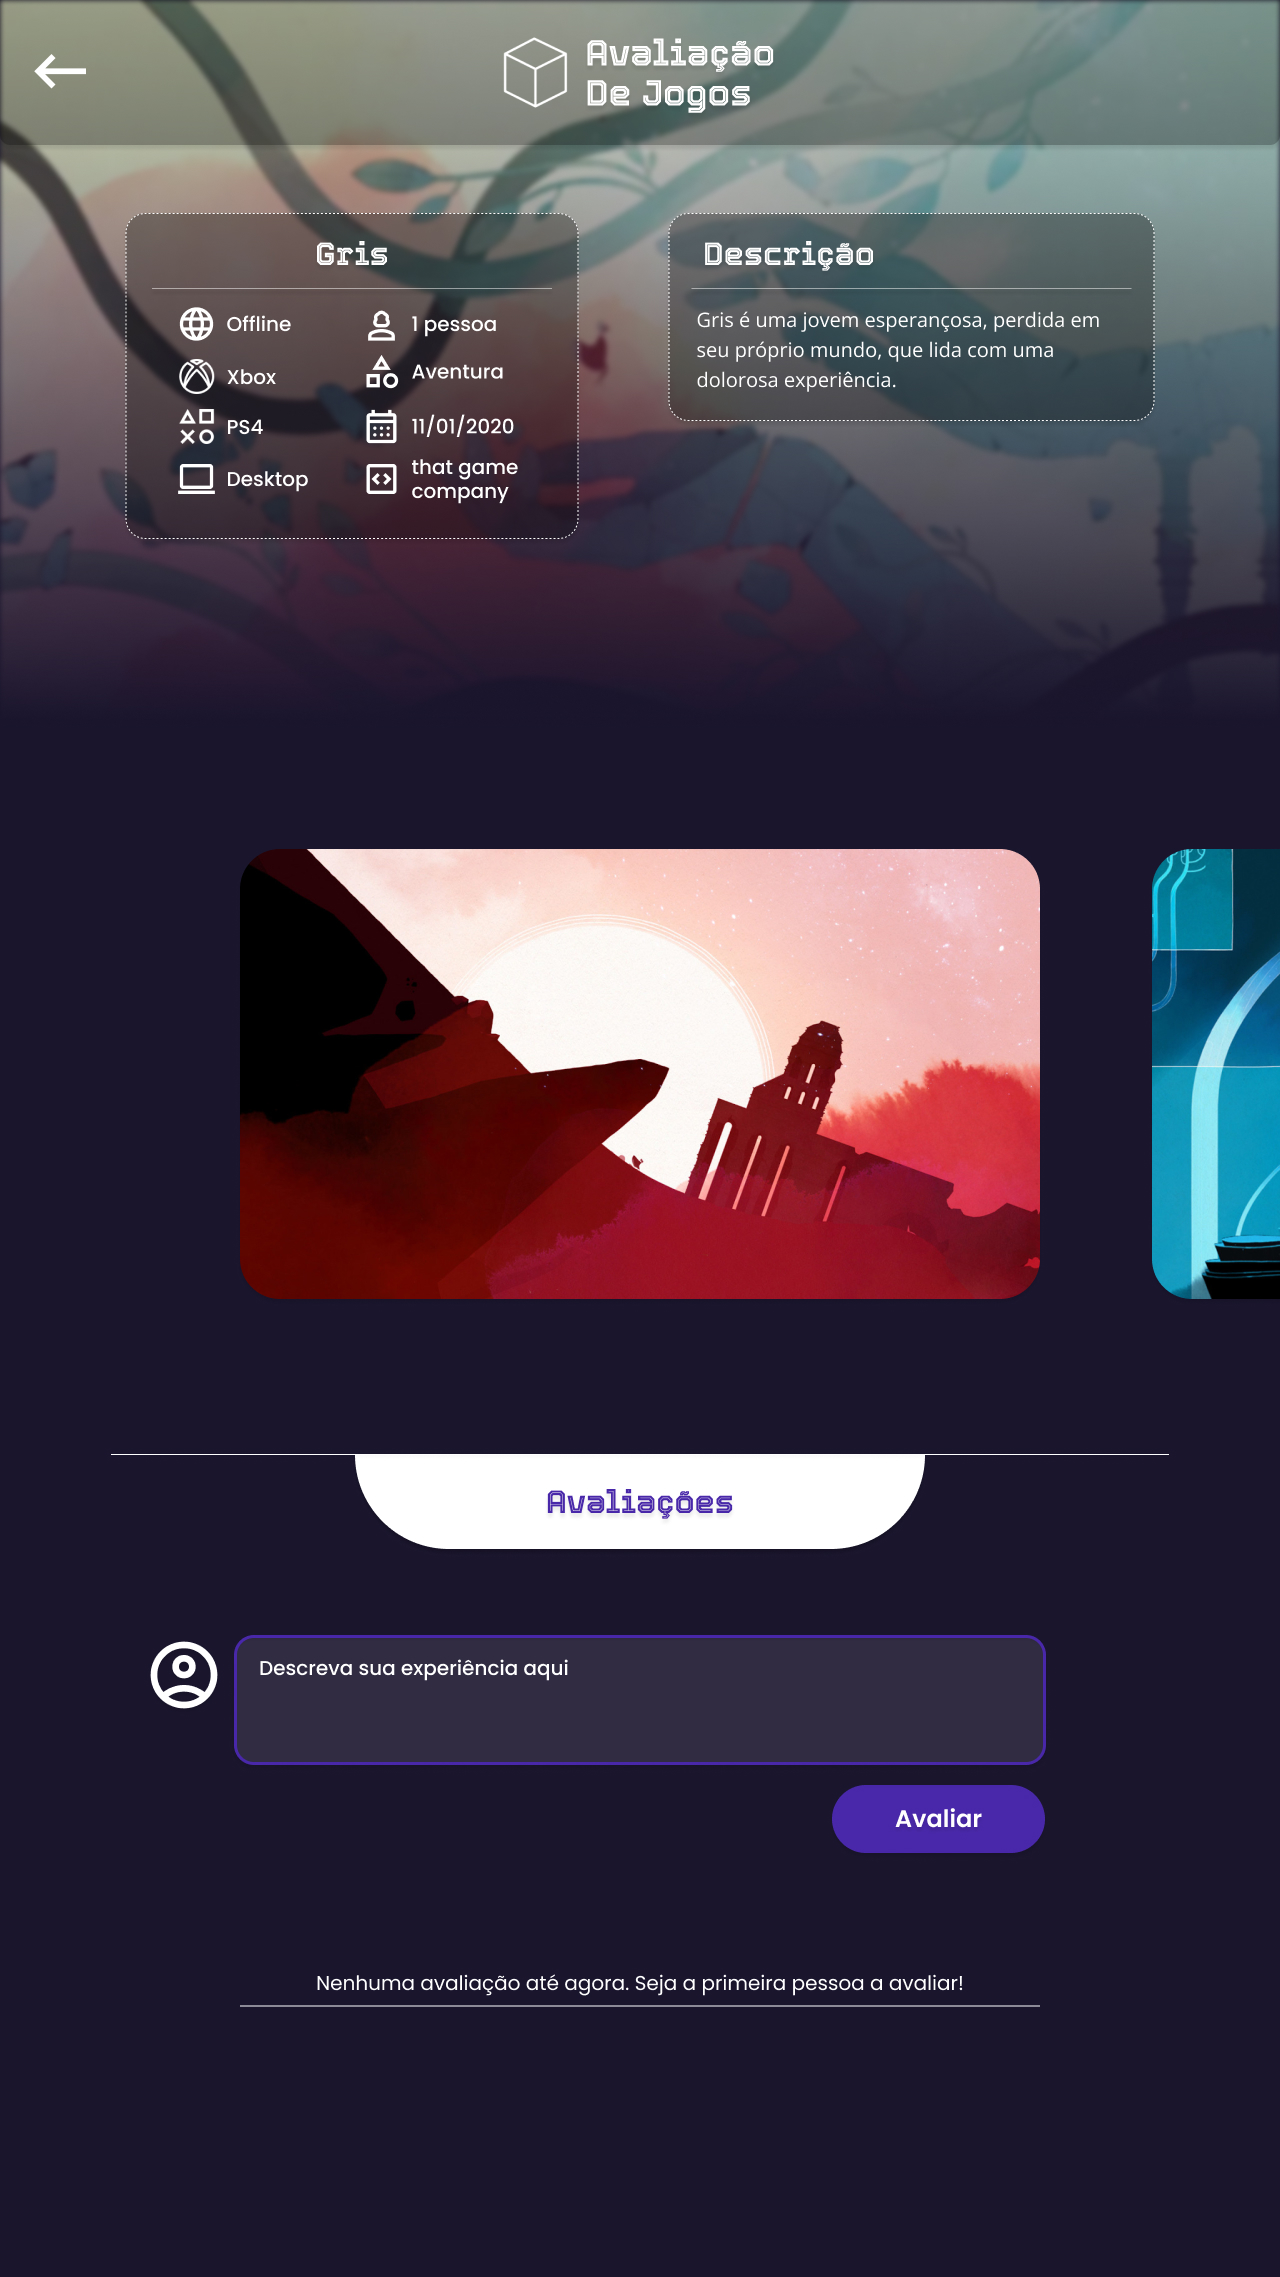 Avaliação
De Jogos
Gris
Offline
1 pessoa
Xbox
Aventura
PS4
11/01/2020
Desktop
that game
company
Descrição
Gris é uma jovem esperançosa, perdida em
seu próprio mundo, que lida com uma
dolorosa experiência.
Avaliações
Descreva sua experiência aqui
Avaliar
Nenhuma avaliação até agora. Seja a primeira pessoa a avaliar!